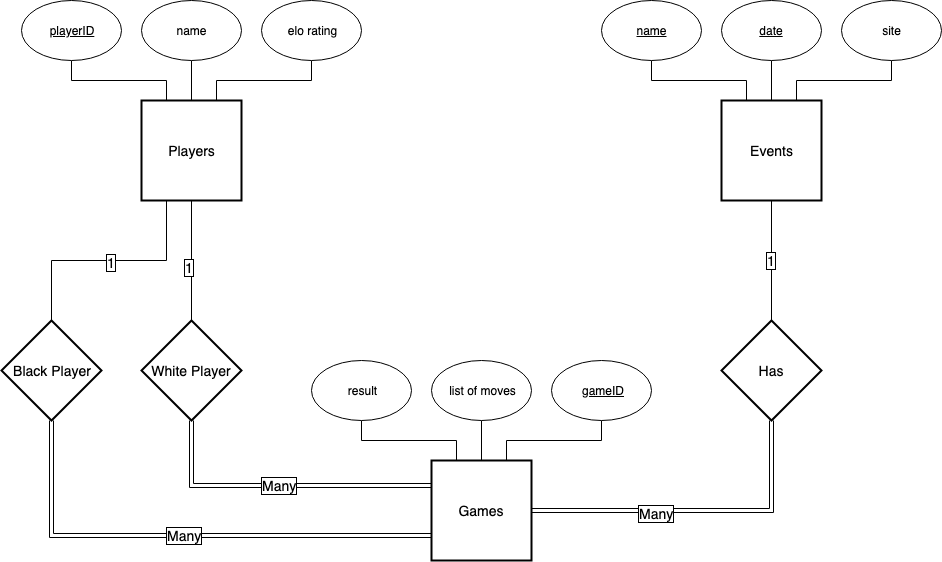 playerID
name
elo rating
name
date
site
Players
Events
1
1
1
Black Player
White Player
Has
result
list of moves
gameID
Many
Games
Many
Many